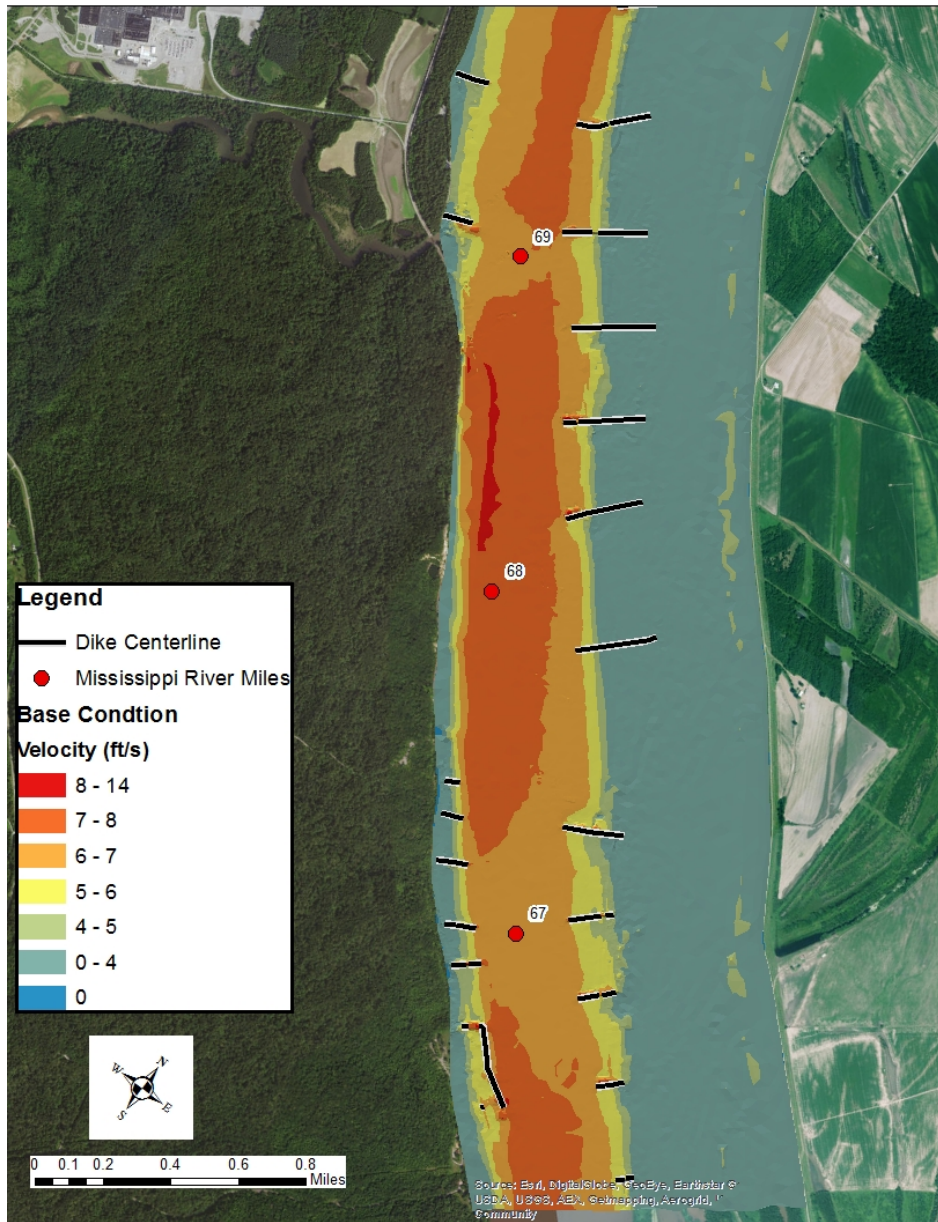 69
68
67
Legend
Dike Centerline
Mississippi River Miles
Base Condtion
Velocity (ft/s)
8 - 14
7 - 8
6 - 7
5 - 6
4 - 5
0 - 4
0
N
W
E
S
0 0.1 0.2 0.4 0.6 0.8
Miles
Source: Esri, DigitalGlobe, GeoEye, Earthstar
USDA, USGS, AEX, Getmapping, Aerogrid,
Community